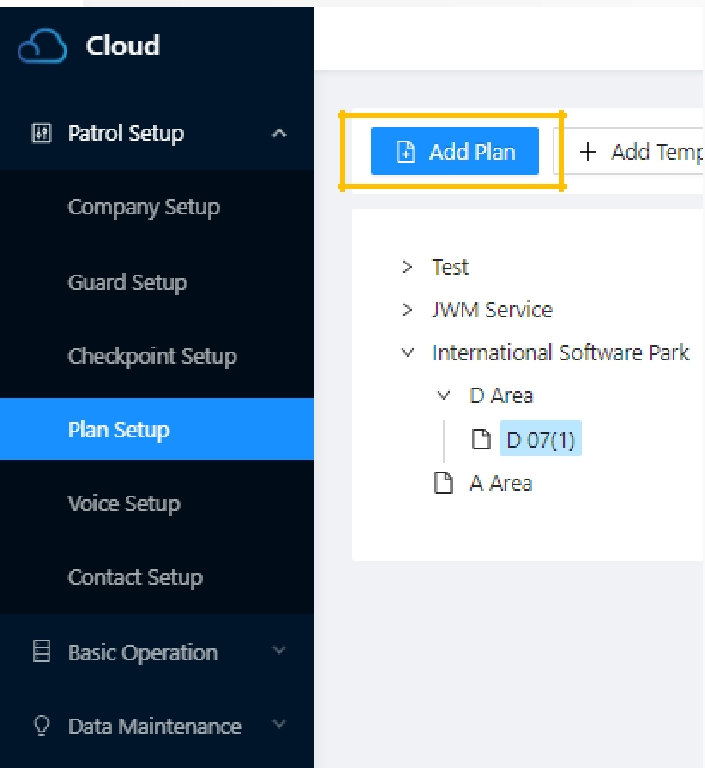 Cloud
Patrol Setup
Company Setup
Guard Setup
Checkpoint Setup
Plan Setup
Voice Setup
Contact Setup
Basic Operation
Data Maintenance
Add Plan
+ Add Temp
> Test
> JWM Service
International Software Park
D Area
D 07(1)
A Area